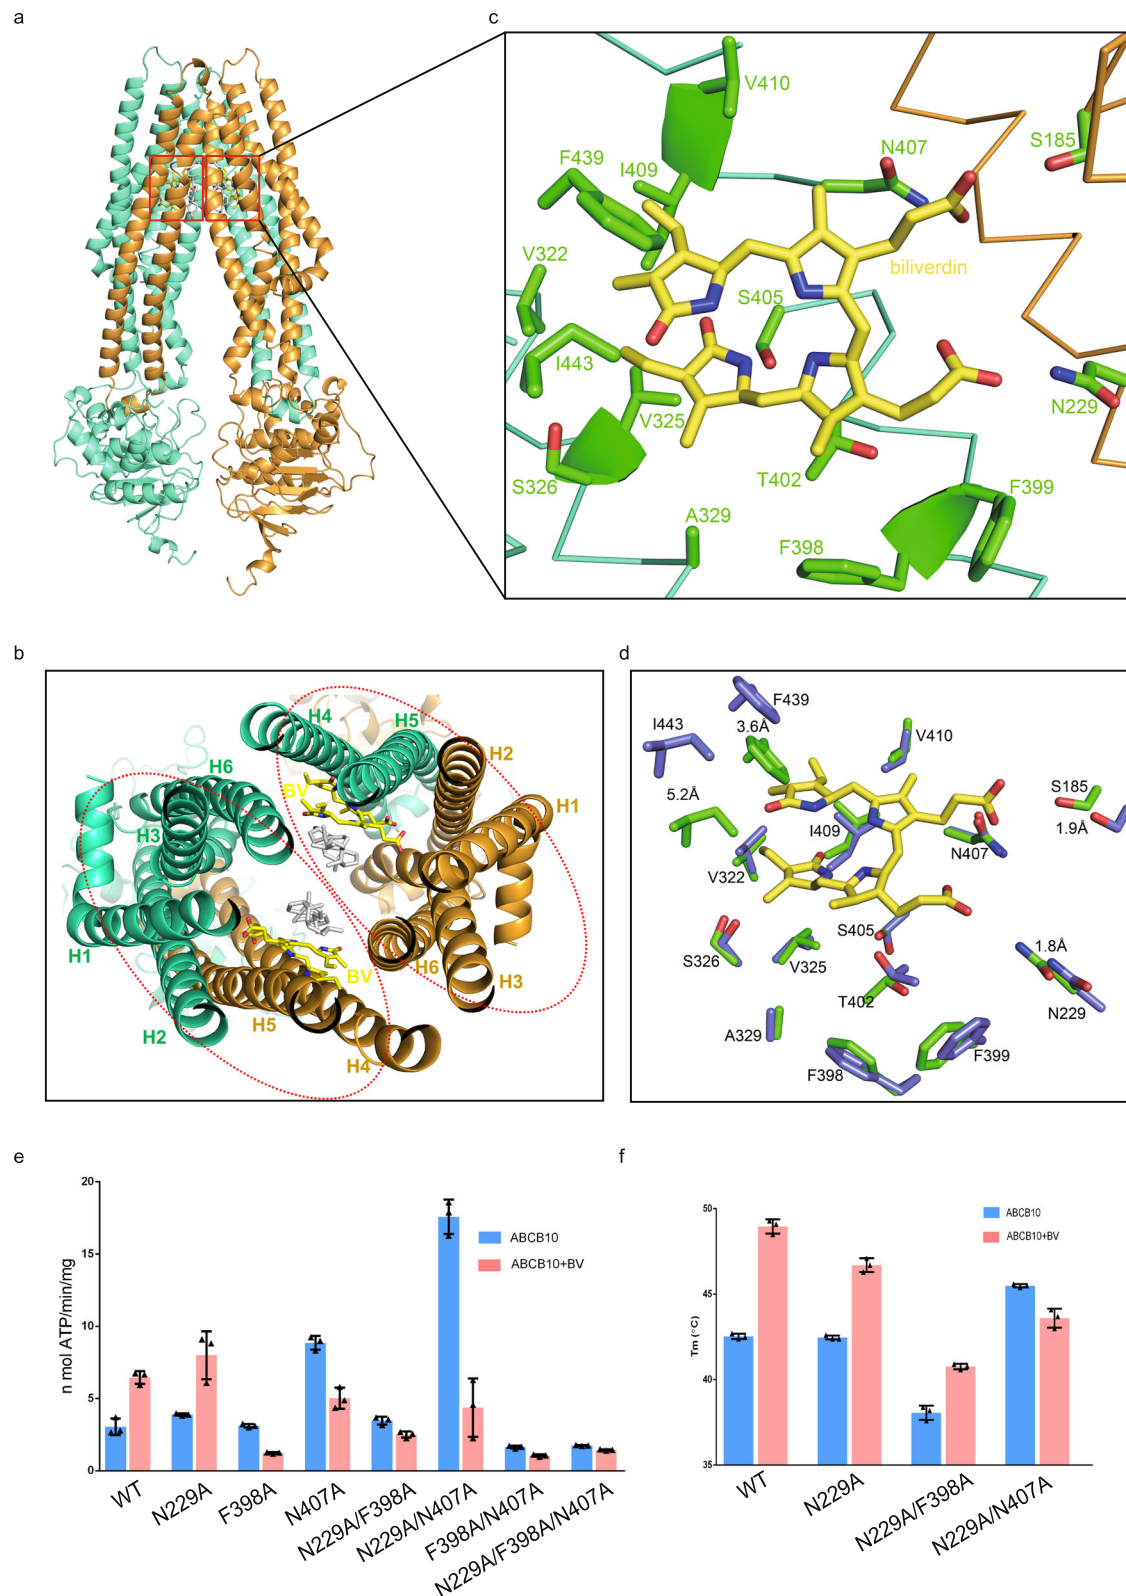 a
c
V410
S185
N407
F439
I409
biliverdin
V322
S405
I443
N229
V325
T402
S326
F399
A329
F398
b
d
H4
H5
H2
H6
BV
H1
H3
H1
H6
BV
H3
H2
H5
H4
F439
I443
3.6Å
V410
5.2Å
S185
I409
1.9Å
N407
V322
S405
S326
V325
1.8Å
T402
N229
A329
F399
F398
e
f
20
15
10
5
0
n mol ATP/min/mg
ABCB10
ABCB10+BV
WT
N229A
F398A
N407A
N229A/F398A
N229A/N407A
F398A/N407A
N229A/F398A/N407A
50
45
40
35
Tm (°C)
ABCB10
ABCB10+BV
WT
N229A
N229A/F398A
N229A/N407A